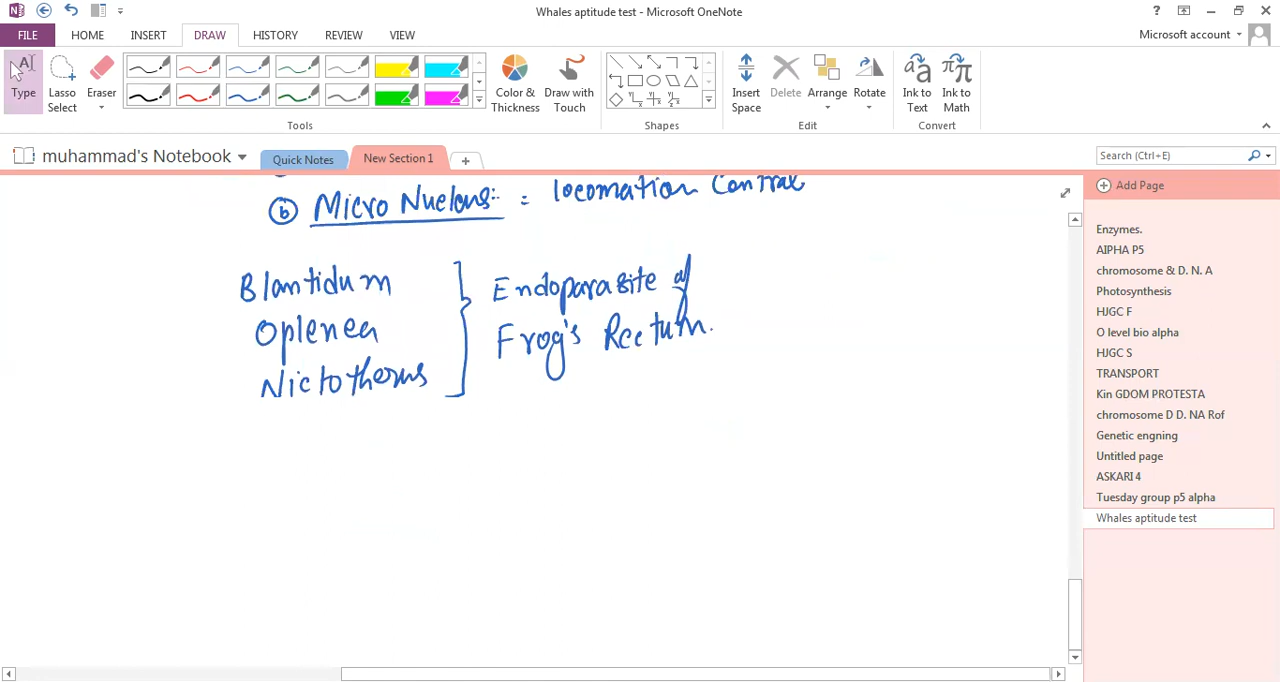 Whales aptitude test - Microsoft OneNote
FILE HOME INSERT DRAW HISTORY REVIEW VIEW
Microsoft account
Type
Lasso Select
Eraser
Color & Thickness
Draw with Touch
Insert Space
Delete
Arrange
Rotate
Ink to Text
Ink to Math
Tools
Shapes
Edit
Convert
muhammad's Notebook
Quick Notes
New Section 1
Search (Ctrl+E)
Add Page
Enzymes.
AIPHA P5
chromosome & D. N. A
Photosynthesis
HJGC F
O level bio alpha
HJGC S
TRANSPORT
Kin GDOM PROTESTA
chromosome D D. NA Rof
Genetic engning
Untitled page
ASKARI 4
Tuesday group p5 alpha
Whales aptitude test
(b) Micro Nuelous: = locomation Contral
Blantidum
Oplenea
Nictotherus
Endoparasite of
Frog's Rectum.